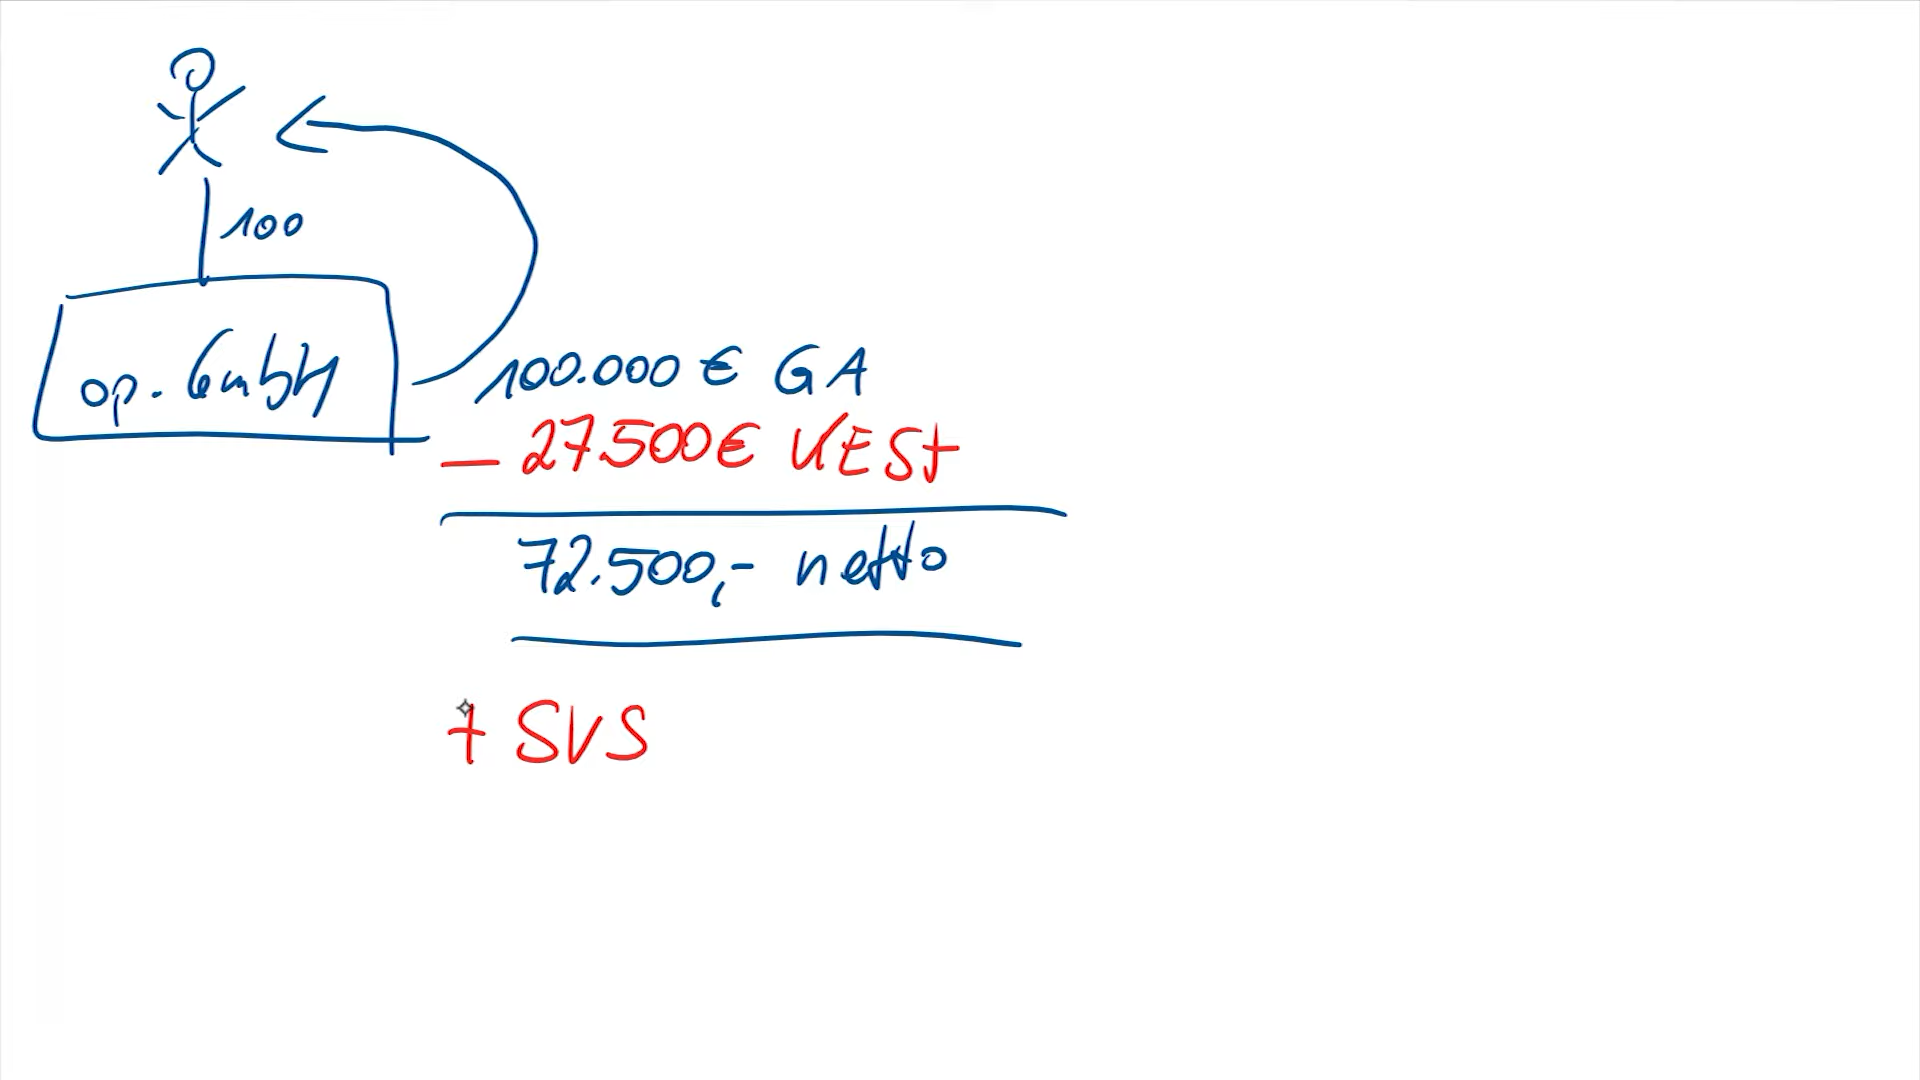 100
op. GmbH
100.000 € GA
- 27.500 € KESt
72.500,- netto
+ SVS